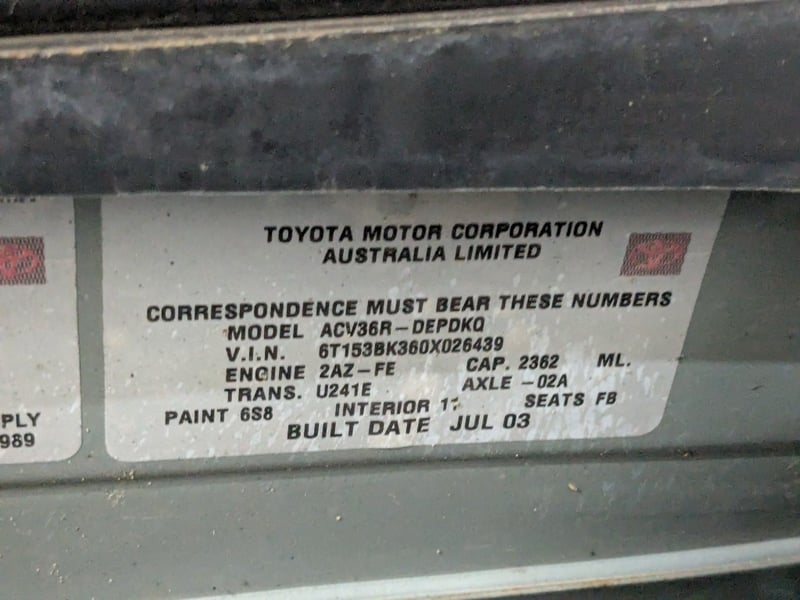 TOYOTA MOTOR CORPORATION
AUSTRALIA LIMITED
CORRESPONDENCE MUST BEAR THESE NUMBERS
MODEL ACV36R-DEPDKQ
V.I.N. 6T153BK360X026439
ENGINE 2AZ-FE CAP. 2362 ML.
TRANS. U241E AXLE -02A
PAINT 6S8 INTERIOR SEATS FB
BUILT DATE JUL 03
PLY
989